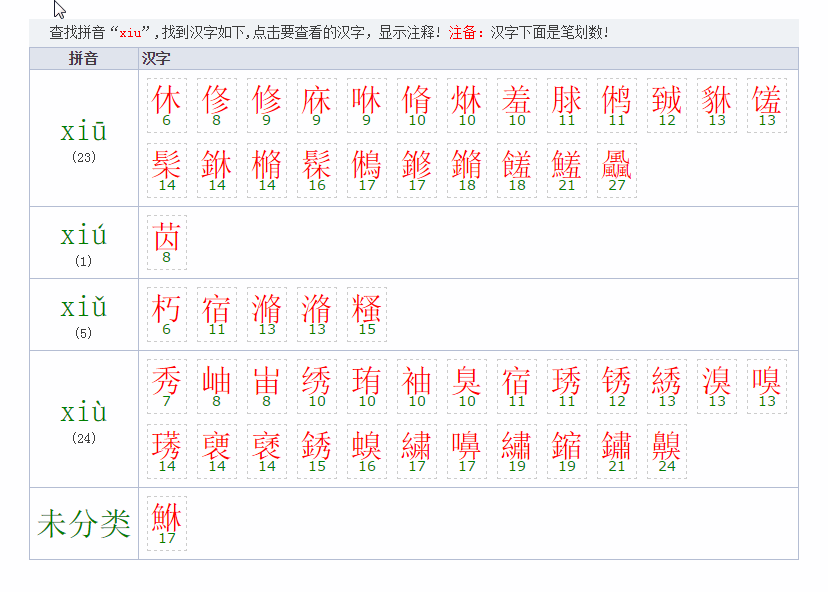 查找拼音“xiu”,找到汉字如下,点击要查看的汉字，显示注释! 注备：汉字下面是笔划数!
拼音 汉字
xiū
(23)
休 俢 修 庥 咻 脩 烌 羞 脙 鸺 臹 貅 馐
6 8 9 9 9 10 10 10 11 11 12 13 13
髤 銝 樇 髹 鵂 鎀 鏅 饈 鱃 飍
14 14 14 16 17 17 18 18 21 27
xiú
(1)
苬
8
xiǔ
(5)
朽 宿 滫 潃 糔
6 11 13 13 15
xiù
(24)
秀 岫 峀 绣 珛 袖 臭 宿 琇 锈 綉 溴 嗅
7 8 8 10 10 10 10 11 11 12 13 13 13
璓 褏 褎 銹 螑 繍 嚊 繡 鏥 鏽 齅
14 14 14 15 16 17 17 19 19 21 24
未分类
鮴
17